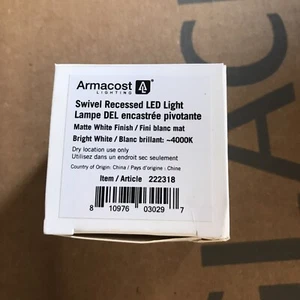 Armacost AL
LIGHTING
Swivel Recessed LED Light
Lampe DEL encastrée pivotante
Matte White Finish / Fini blanc mat
Bright White / Blanc brillant: ~4000K
Dry location use only
Utilisez dans un endroit sec seulement
Country of Origin: China / Pays d'origine : Chine
Item / Article 222318
8 10976 03029 7